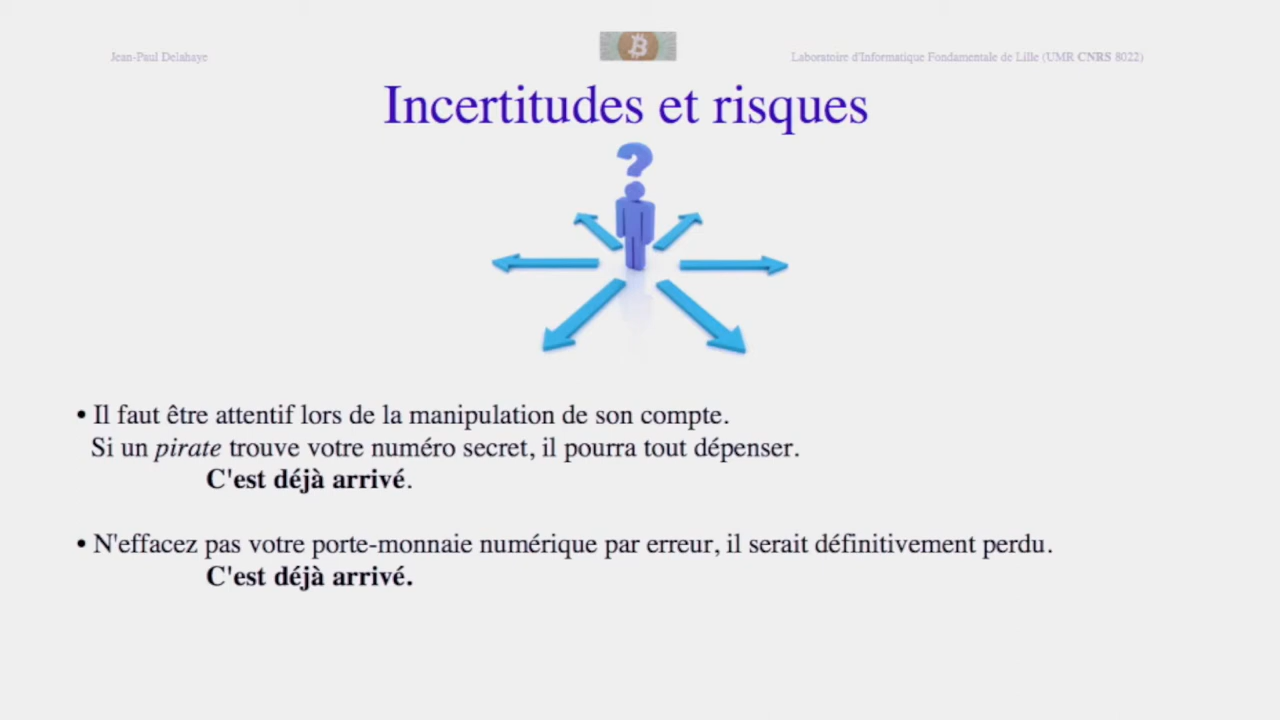 Jean-Paul Delahaye
Laboratoire d'Informatique Fondamentale de Lille (UMR CNRS 8022)
Incertitudes et risques
?
• Il faut être attentif lors de la manipulation de son compte.
Si un pirate trouve votre numéro secret, il pourra tout dépenser.
C'est déjà arrivé.
• N'effacez pas votre porte-monnaie numérique par erreur, il serait définitivement perdu.
C'est déjà arrivé.